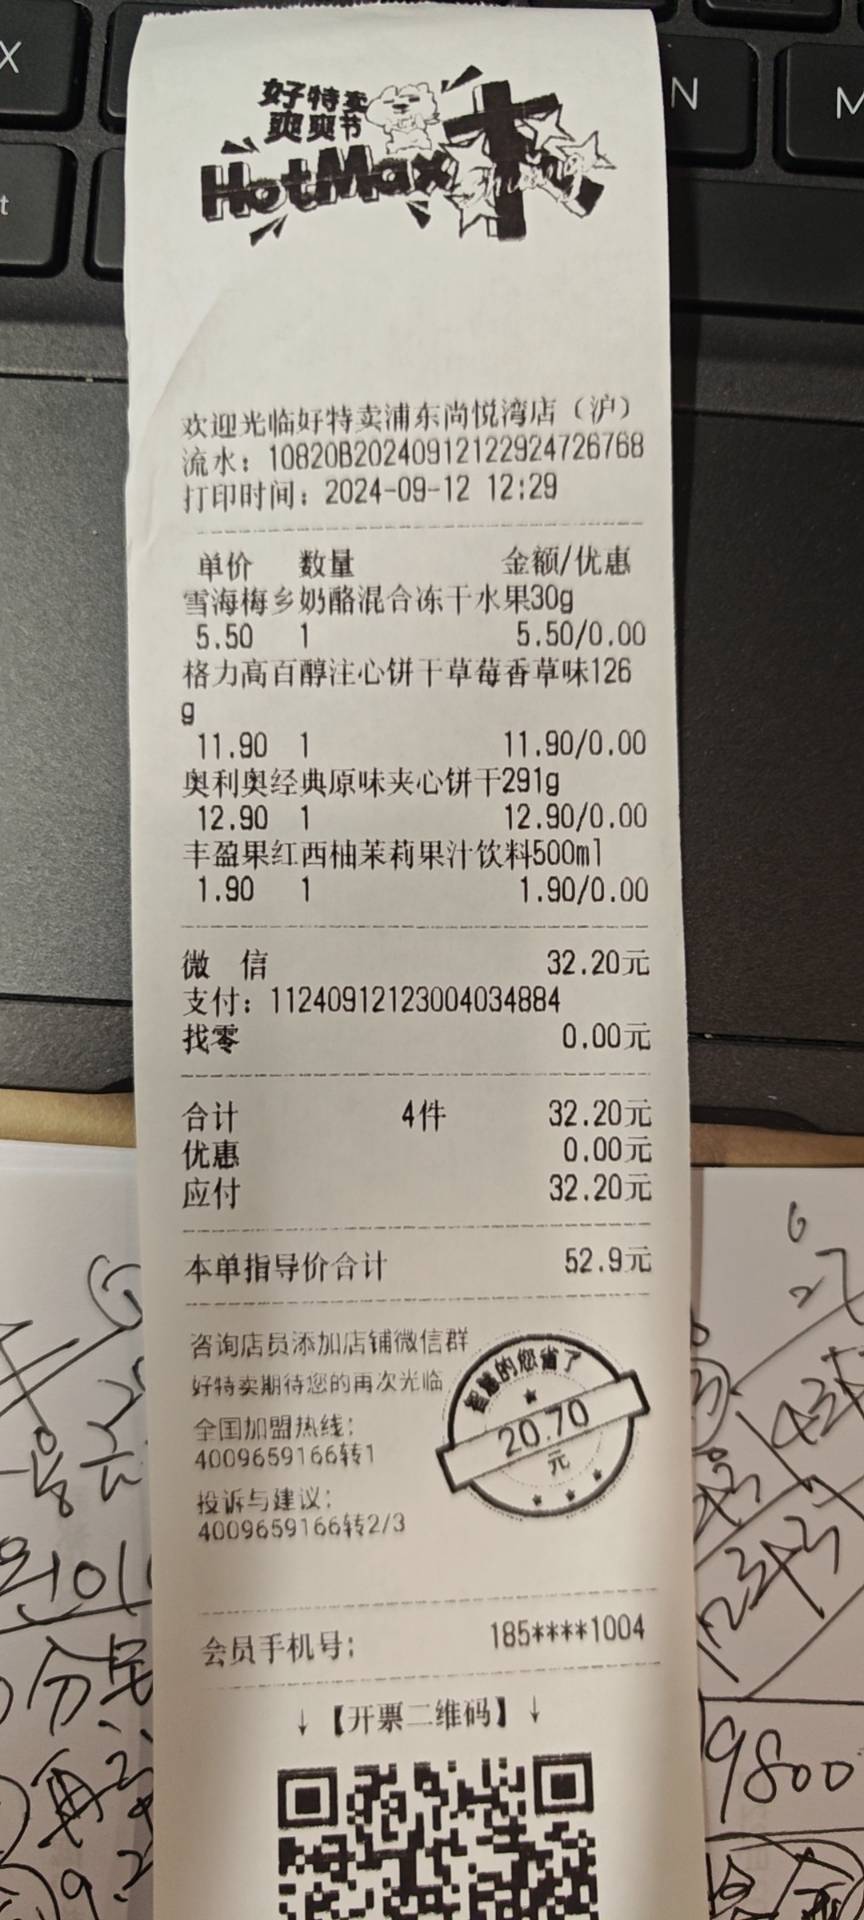 X
N
M
t
好特卖
爽爽节
HotMax
欢迎光临好特卖浦东尚悦湾店（沪）
流水：10820B20240912122924726768
打印时间：2024-09-12 12:29
单价 数量 金额/优惠
雪海梅乡奶酪混合冻干水果30g
5.50 1 5.50/0.00
格力高百醇注心饼干草莓香草味126
g
11.90 1 11.90/0.00
奥利奥经典原味夹心饼干291g
12.90 1 12.90/0.00
丰盈果红西柚茉莉果汁饮料500ml
1.90 1 1.90/0.00
微 信 32.20元
支付：11240912123004034884
找零 0.00元
合计 4件 32.20元
优惠 0.00元
应付 32.20元
本单指导价合计 52.9元
咨询店员添加店铺微信群
好特卖期待您的再次光临
全国加盟热线：
4009659166转1
投诉与建议：
4009659166转2/3
智慧的您省了
20.70
元
会员手机号： 185****1004
↓【开票二维码】↓
9800